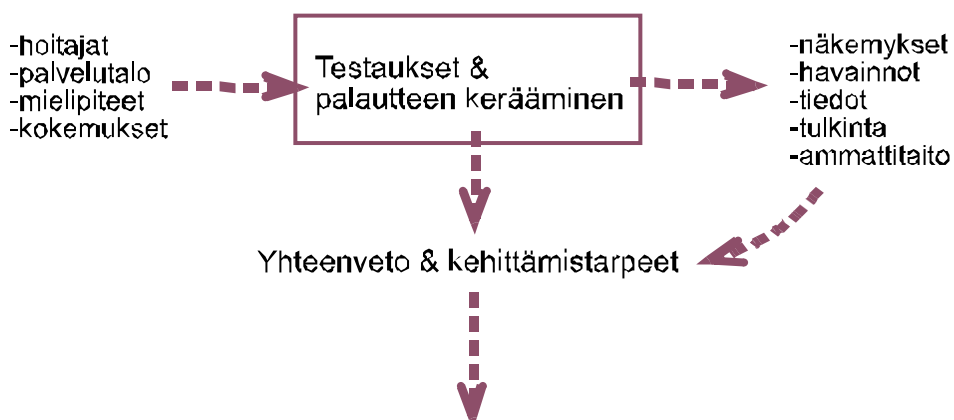 -hoitajat
-palvelutalo
-mielipiteet
-kokemukset
Testaukset &
palautteen kerääminen
-näkemykset
-havainnot
-tiedot
-tulkinta
-ammattitaito
Yhteenveto & kehittämistarpeet